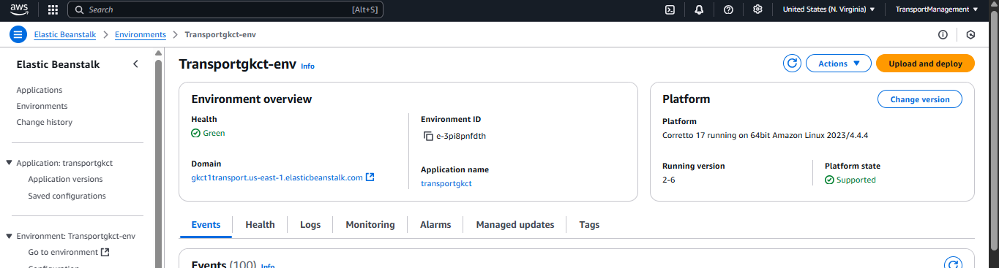 aws
Search
[Alt+S]
United States (N. Virginia)
TransportManagement
Elastic Beanstalk
Environments
Transportgkct-env
Elastic Beanstalk
Applications
Environments
Change history
Application: transportgkct
Application versions
Saved configurations
Environment: Transportgkct-env
Go to environment
Configuration
Transportgkct-env Info
Actions
Upload and deploy
Environment overview
Health
Green
Environment ID
e-3pi8pnfdth
Domain
gkct1transport.us-east-1.elasticbeanstalk.com
Application name
transportgkct
Platform
Change version
Platform
Corretto 17 running on 64bit Amazon Linux 2023/4.4.4
Running version
2-6
Platform state
Supported
Events
Health
Logs
Monitoring
Alarms
Managed updates
Tags
Events (100) Info